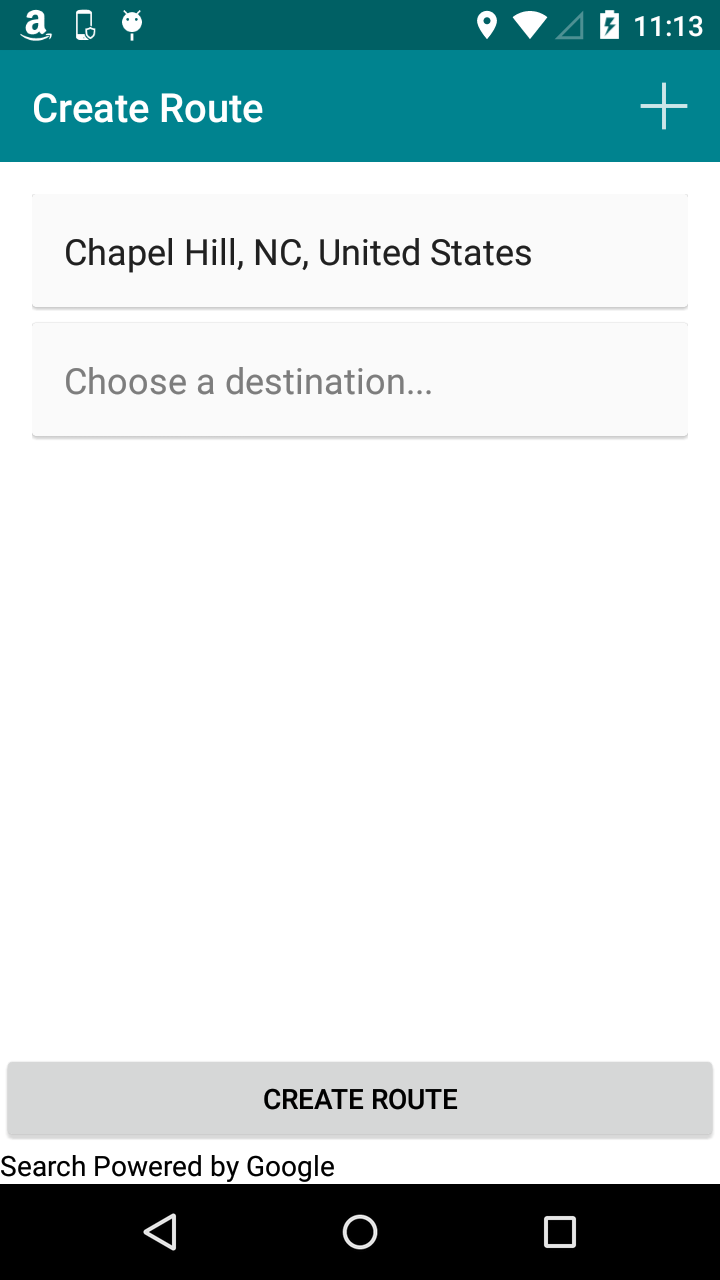 11:13
Create Route
Chapel Hill, NC, United States
Choose a destination...
CREATE ROUTE
Search Powered by Google